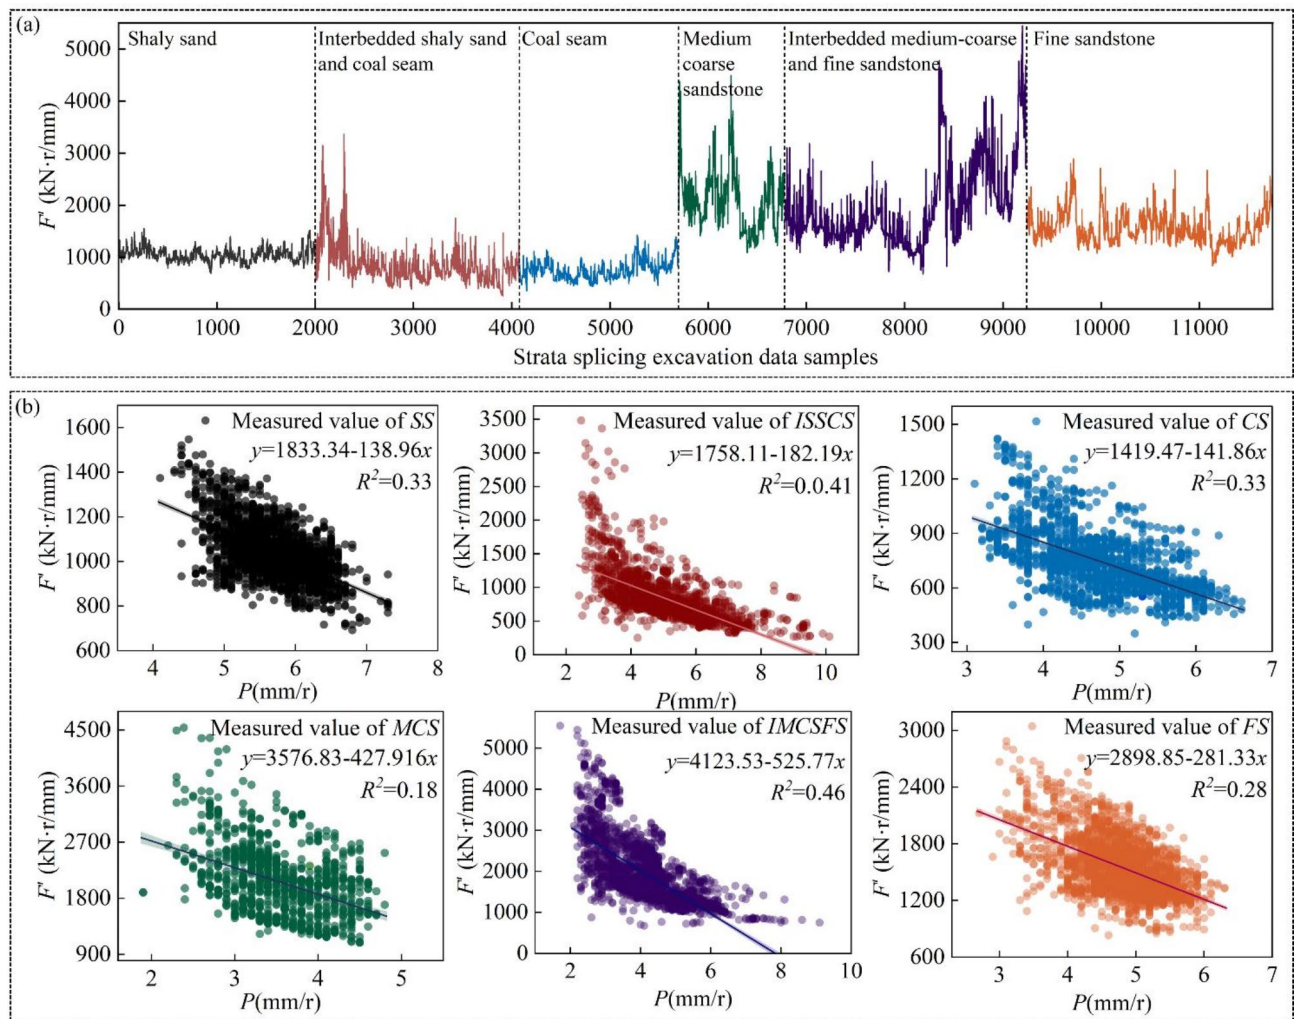 (a)
Shaly sand
Interbedded shaly sand
and coal seam
Coal seam
Medium
coarse
sandstone
Interbedded medium-coarse
and fine sandstone
Fine sandstone
5000
4000
3000
2000
1000
0
F' (kN·r/mm)
0 1000 2000 3000 4000 5000 6000 7000 8000 9000 10000 11000
Strata splicing excavation data samples
(b)
Measured value of SS
y=1833.34-138.96x
R²=0.33
1600
1400
1200
1000
800
600
F' (kN·r/mm)
4 5 6 7 8
P(mm/r)
Measured value of ISSCS
y=1758.11-182.19x
R²=0.0.41
3500
3000
2500
2000
1500
1000
500
0
F' (kN·r/mm)
2 4 6 8 10
P(mm/r)
Measured value of CS
y=1419.47-141.86x
R²=0.33
1500
1200
900
600
300
F' (kN·r/mm)
3 4 5 6 7
P(mm/r)
Measured value of MCS
y=3576.83-427.916x
R²=0.18
4500
3600
2700
1800
900
F' (kN·r/mm)
2 3 4 5
P(mm/r)
Measured value of IMCSFS
y=4123.53-525.77x
R²=0.46
5000
4000
3000
2000
1000
0
F' (kN·r/mm)
2 4 6 8 10
P(mm/r)
Measured value of FS
y=2898.85-281.33x
R²=0.28
3000
2400
1800
1200
600
F' (kN·r/mm)
3 4 5 6 7
P(mm/r)